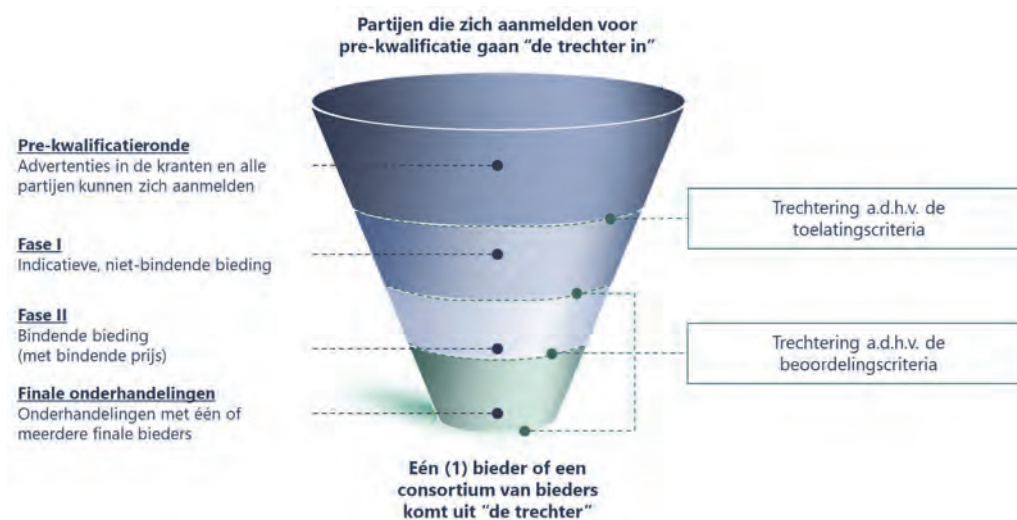 Partijen die zich aanmelden voor
pre-kwalificatie gaan “de trechter in”
Pre-kwalificatieronde
Advertenties in de kranten en alle
partijen kunnen zich aanmelden
Trechtering a.d.h.v. de
toelatingscriteria
Fase I
Indicatieve, niet-bindende bieding
Fase II
Bindende bieding
(met bindende prijs)
Trechtering a.d.h.v. de
beoordelingscriteria
Finale onderhandelingen
Onderhandelingen met één of
meerdere finale bieders
Eén (1) bieder of een
consortium van bieders
komt uit “de trechter”